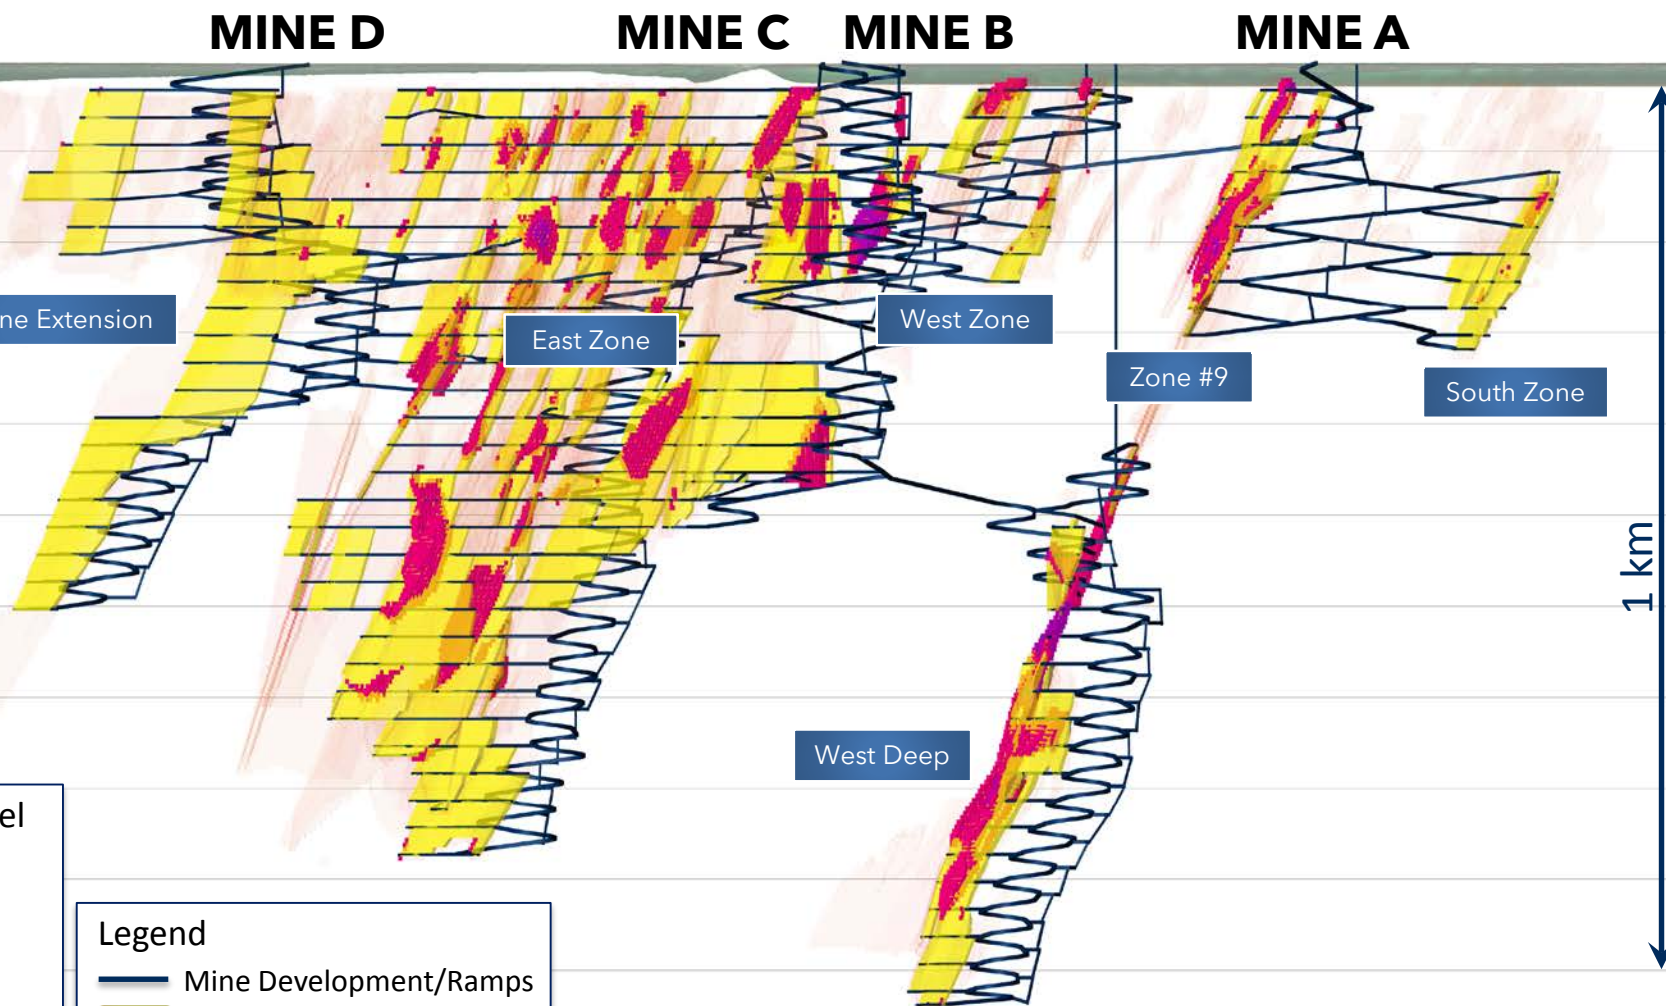 MINE D MINE C MINE B MINE A
ne Extension
East Zone
West Zone
Zone #9
South Zone
1 km
West Deep
el
Legend
Mine Development/Ramps